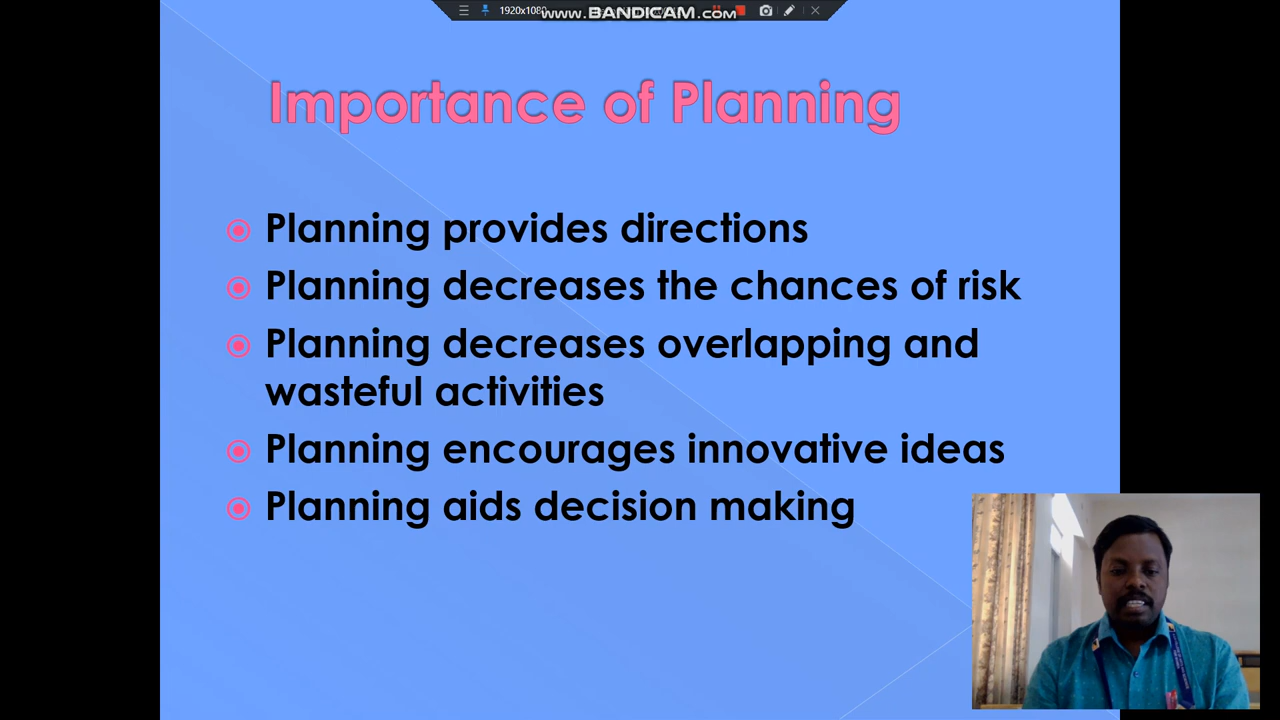 1920x1080
www.BANDICAM.com
Importance of Planning
Planning provides directions
Planning decreases the chances of risk
Planning decreases overlapping and
wasteful activities
Planning encourages innovative ideas
Planning aids decision making